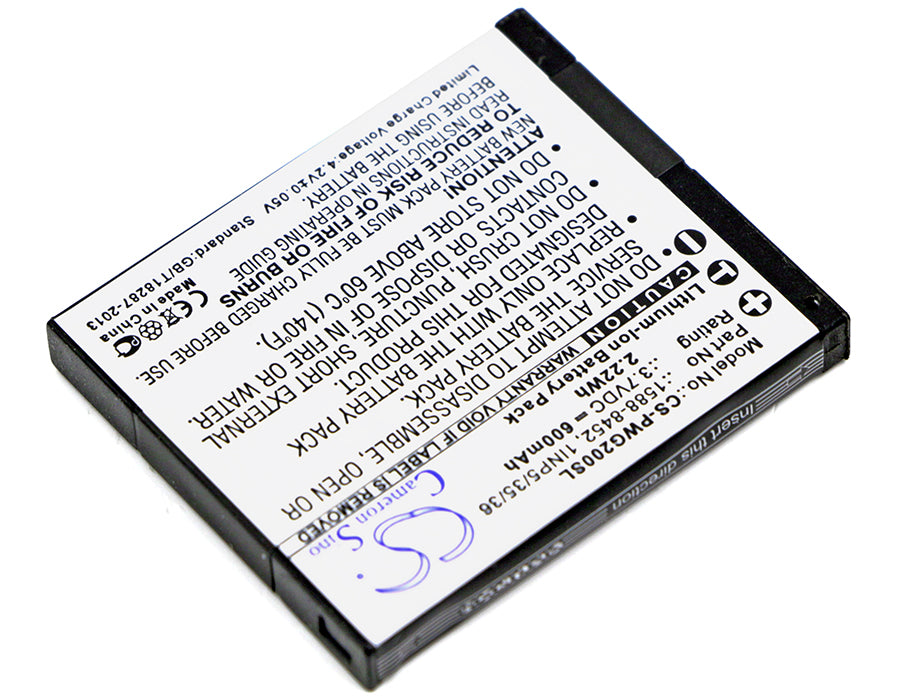 Cameron Sino
CS
Model No.:CS-PWG200SL
Part No :1588-8452, 1INP5/35/36
Rating :3.7VDC = 600mAh
2.22Wh
Lithium-Ion Battery Pack
CAUTION WARRANTY VOID IF LABEL IS REMOVED
• DO NOT ATTEMPT TO DISASSEMBLE, OPEN OR
SERVICE THE BATTERY PACK.
• REPLACE ONLY WITH THE BATTERY PACK
DESIGNATED FOR YOUR
• DO NOT CRUSH, PUNCTURE, SHORT EXTERNAL
CONTACTS OR DISPOSE OF IN FIRE OR WATER.
• DO NOT STORE ABOVE 60°C (140°F).
ATTENTION!
NEW BATTERY PACK MUST BE FULLY CHARGED BEFORE USE.
TO REDUCE RISK OF FIRE OR BURNS
READ INSTRUCTIONS IN OPERATING GUIDE
BEFORE USING THE BATTERY.
Made in China
Limited Charge Voltage:4.2V±0.05V Standard:GB/T18287-2013
Insert this direction